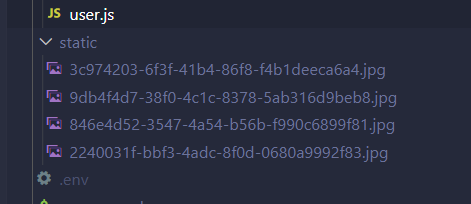 JS user.js
static
3c974203-6f3f-41b4-86f8-f4b1deeca6a4.jpg
9db4f4d7-38f0-4c1c-8378-5ab316d9beb8.jpg
846e4d52-3547-4a54-b56b-f990c6899f81.jpg
2240031f-bbf3-4adc-8f0d-0680a9992f83.jpg
.env